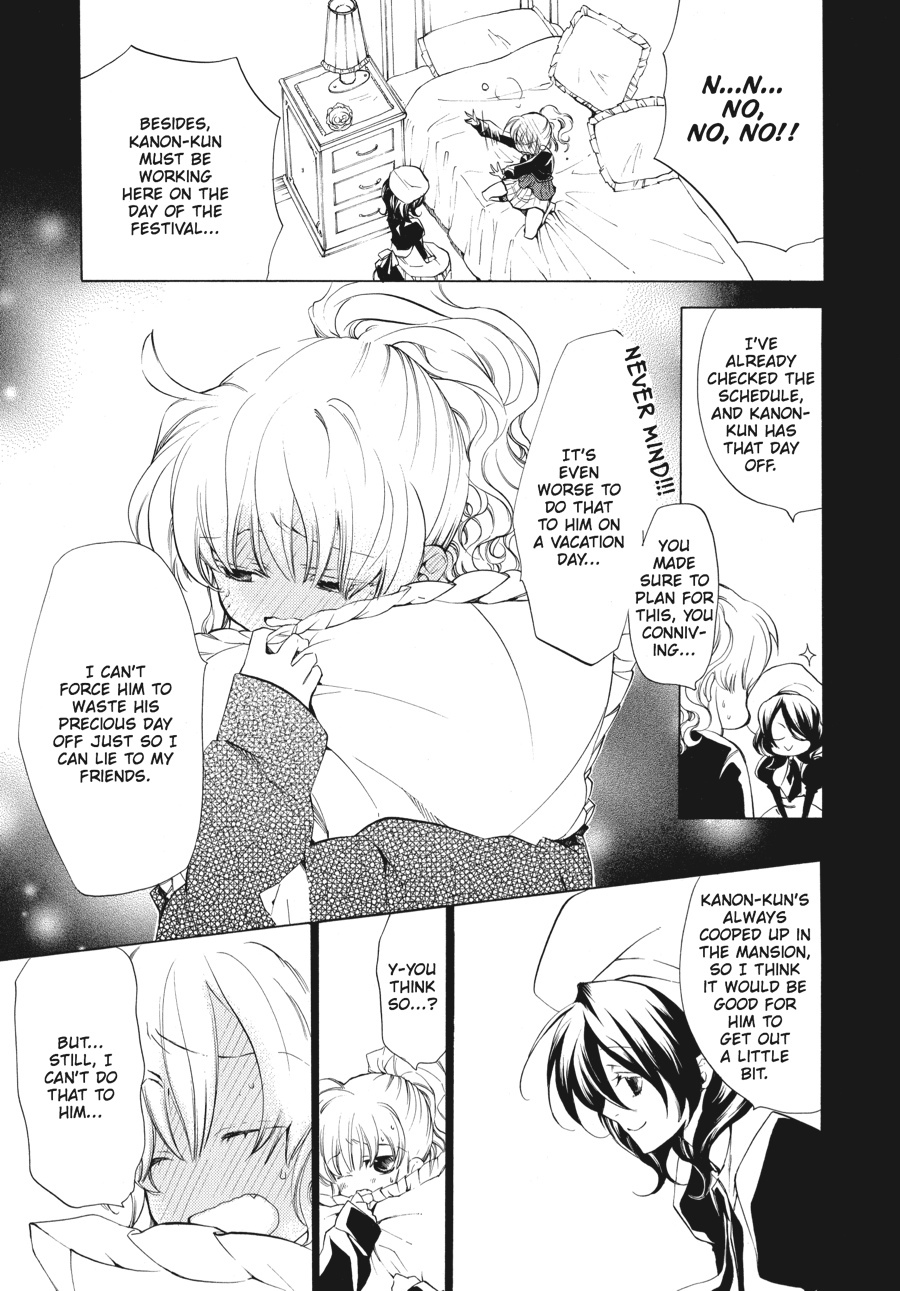 N...N...
NO,
NO, NO!!
BESIDES,
KANON-KUN
MUST BE
WORKING
HERE ON THE
DAY OF THE
FESTIVAL...
I'VE
ALREADY
CHECKED THE
SCHEDULE,
AND KANON-
KUN HAS
THAT DAY
OFF.
YOU
MADE
SURE TO
PLAN FOR
THIS, YOU
CONNIV-
ING...
NEVER MIND!!!
IT'S
EVEN
WORSE TO
DO THAT
TO HIM ON
A VACATION
DAY...
I CAN'T
FORCE HIM TO
WASTE HIS
PRECIOUS DAY
OFF JUST SO I
CAN LIE TO MY
FRIENDS.
KANON-KUN'S
ALWAYS
COOPED UP
IN THE
MANSION,
SO I THINK
IT WOULD BE
GOOD FOR
HIM TO
GET OUT
A LITTLE
BIT.
Y-YOU
THINK
SO...?
BUT...
STILL, I
CAN'T DO
THAT TO
HIM...